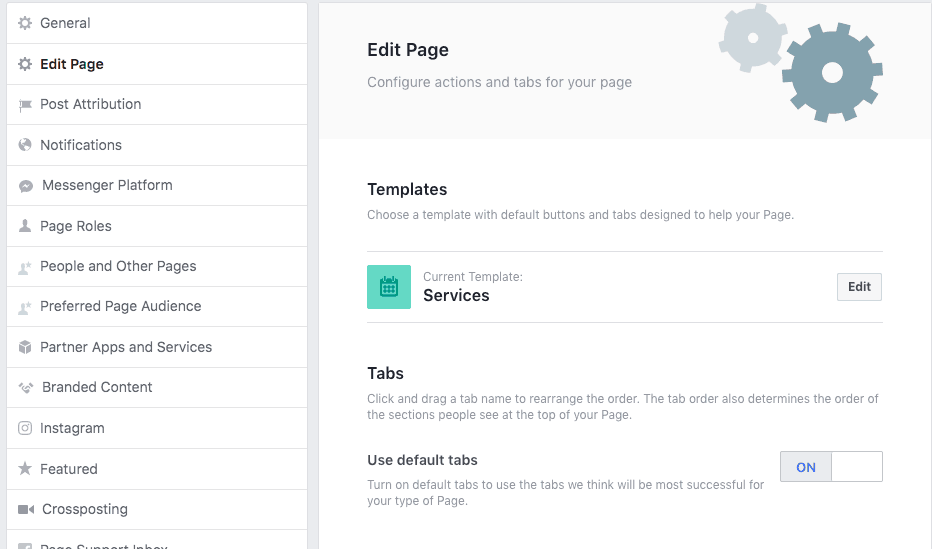 General
Edit Page
Post Attribution
Notifications
Messenger Platform
Page Roles
People and Other Pages
Preferred Page Audience
Partner Apps and Services
Branded Content
Instagram
Featured
Crossposting
Page Support Inbox
Edit Page
Configure actions and tabs for your page
Templates
Choose a template with default buttons and tabs designed to help your Page.
Current Template:
Services
Edit
Tabs
Click and drag a tab name to rearrange the order. The tab order also determines the order of
the sections people see at the top of your Page.
Use default tabs
ON
Turn on default tabs to use the tabs we think will be most successful for
your type of Page.